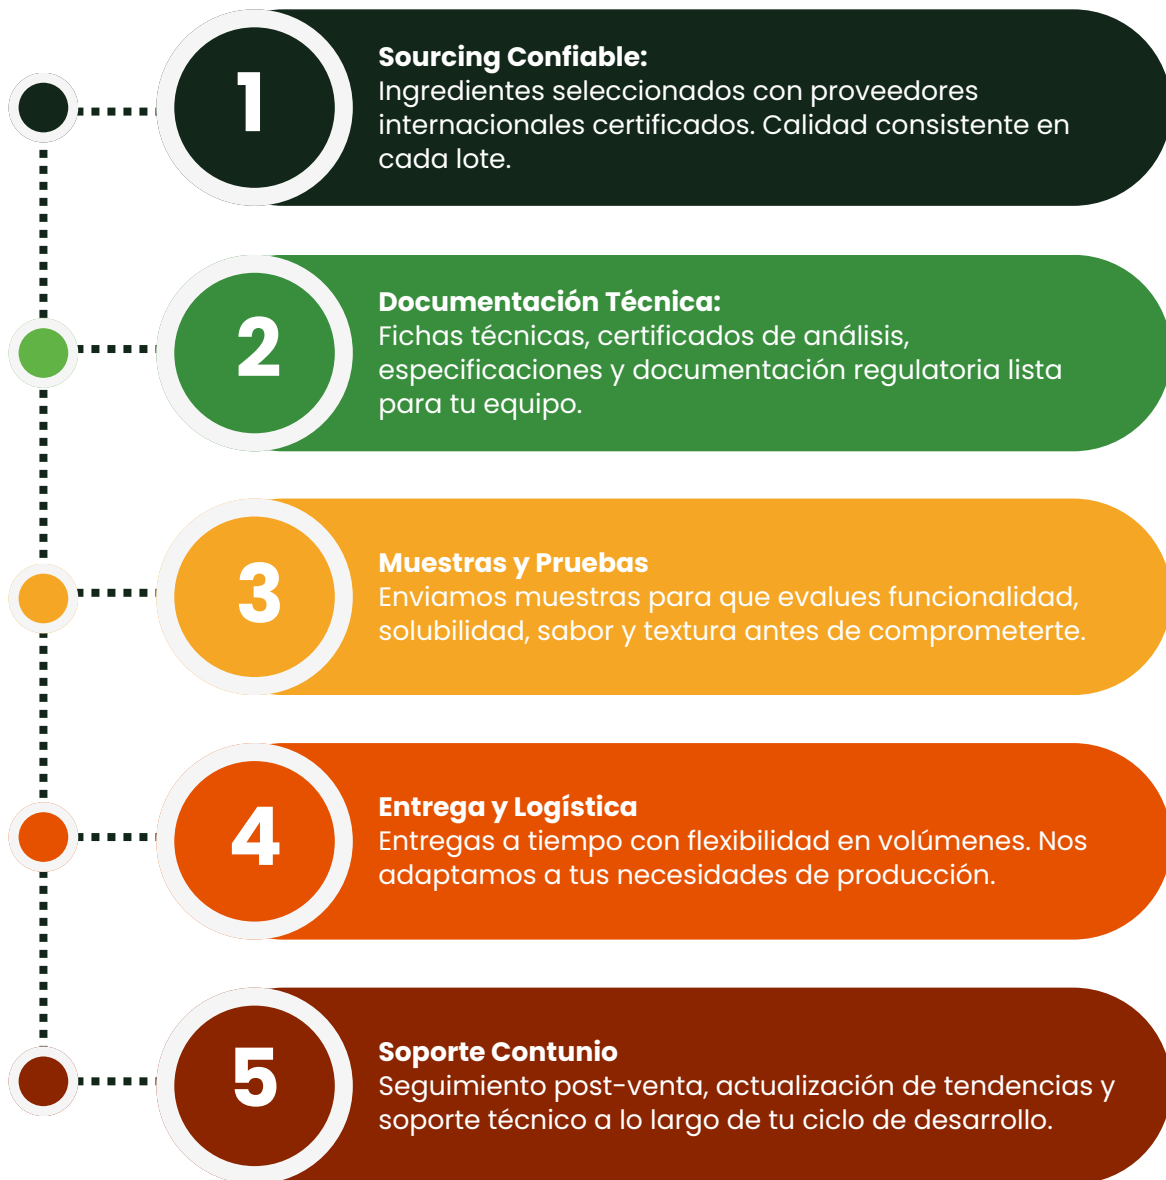 1
Sourcing Confiable:
Ingredientes seleccionados con proveedores
internacionales certificados. Calidad consistente en
cada lote.
2
Documentación Técnica:
Fichas técnicas, certificados de análisis,
especificaciones y documentación regulatoria lista
para tu equipo.
3
Muestras y Pruebas
Enviamos muestras para que evalues funcionalidad,
solubilidad, sabor y textura antes de comprometerte.
4
Entrega y Logística
Entregas a tiempo con flexibilidad en volúmenes. Nos
adaptamos a tus necesidades de producción.
5
Soporte Contunio
Seguimiento post-venta, actualización de tendencias y
soporte técnico a lo largo de tu ciclo de desarrollo.